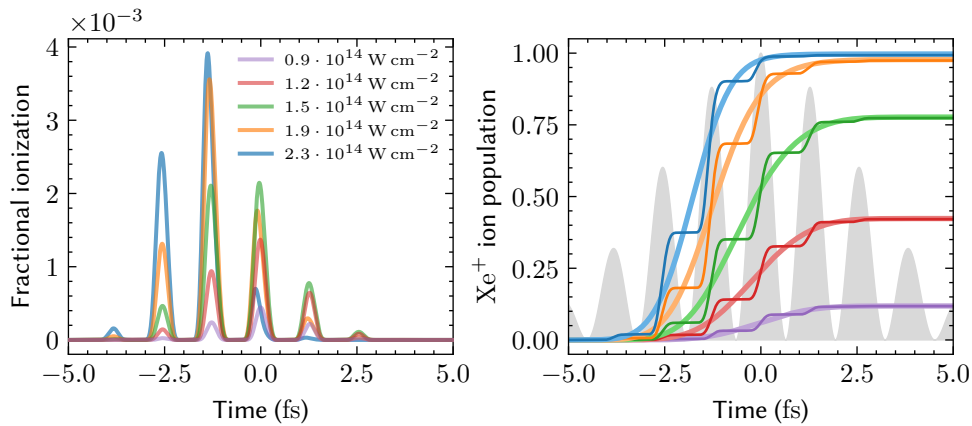 ×10⁻³
Fractional ionization
4
3
2
1
0
0.9 · 10¹⁴ W cm⁻²
1.2 · 10¹⁴ W cm⁻²
1.5 · 10¹⁴ W cm⁻²
1.9 · 10¹⁴ W cm⁻²
2.3 · 10¹⁴ W cm⁻²
−5.0 −2.5 0.0 2.5 5.0
Time (fs)
Xe⁺ ion population
1.00
0.75
0.50
0.25
0.00
−5.0 −2.5 0.0 2.5 5.0
Time (fs)